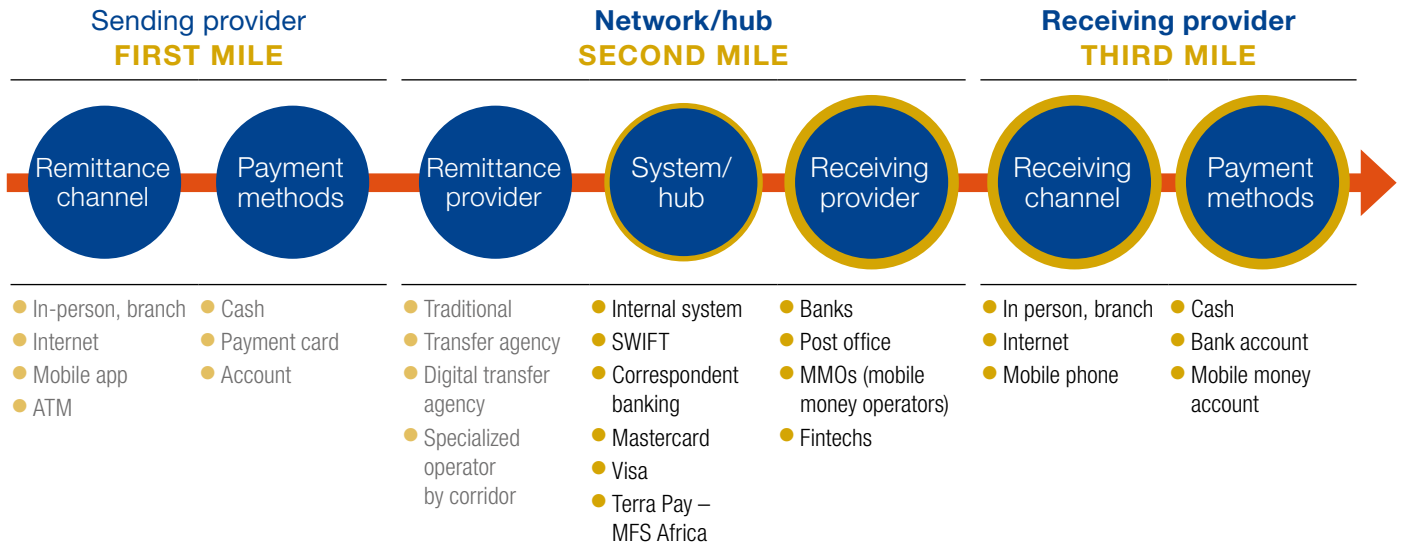 Sending provider
FIRST MILE
Network/hub
SECOND MILE
Receiving provider
THIRD MILE
Remittance
channel
Payment
methods
Remittance
provider
System/
hub
Receiving
provider
Receiving
channel
Payment
methods
In-person, branch
Internet
Mobile app
ATM
Cash
Payment card
Account
Traditional
Transfer agency
Digital transfer
agency
Specialized
operator
by corridor
Internal system
SWIFT
Correspondent
banking
Mastercard
Visa
Terra Pay –
MFS Africa
Banks
Post office
MMOs (mobile
money operators)
Fintechs
In person, branch
Internet
Mobile phone
Cash
Bank account
Mobile money
account